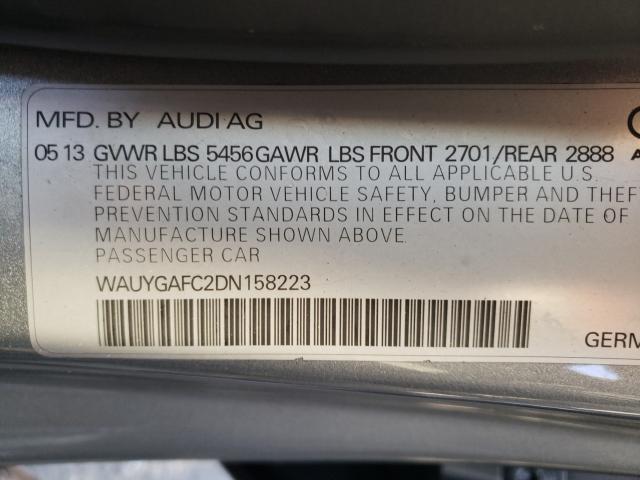 MFD. BY AUDI AG
05 13 GVWR LBS 5456 GAWR LBS FRONT 2701/REAR 2888
THIS VEHICLE CONFORMS TO ALL APPLICABLE U.S.
FEDERAL MOTOR VEHICLE SAFETY, BUMPER AND THEFT
PREVENTION STANDARDS IN EFFECT ON THE DATE OF
MANUFACTURE SHOWN ABOVE.
PASSENGER CAR
WAUYGAFC2DN158223
GERM